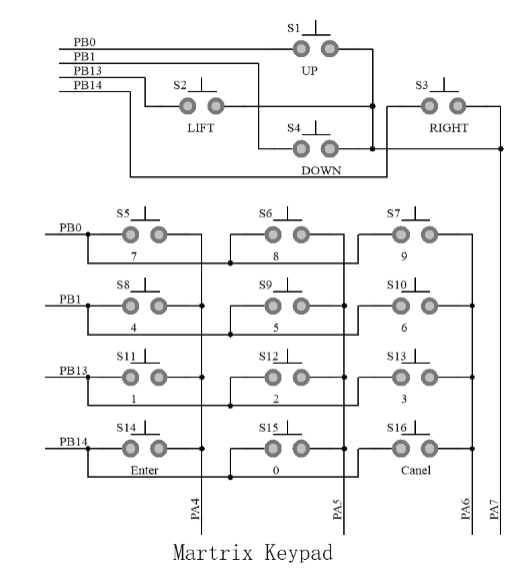 S1
PB0
UP
PB1
PB13
S2
S3
PB14
LIFT
S4
RIGHT
DOWN
S5 S6 S7
PB0
7 8 9
S8 S9 S10
PB1
4 5 6
S11 S12 S13
PB13
1 2 3
S14 S15 S16
PB14
Enter 0 Canel
PA4 PA5 PA6 PA7
Martrix Keypad